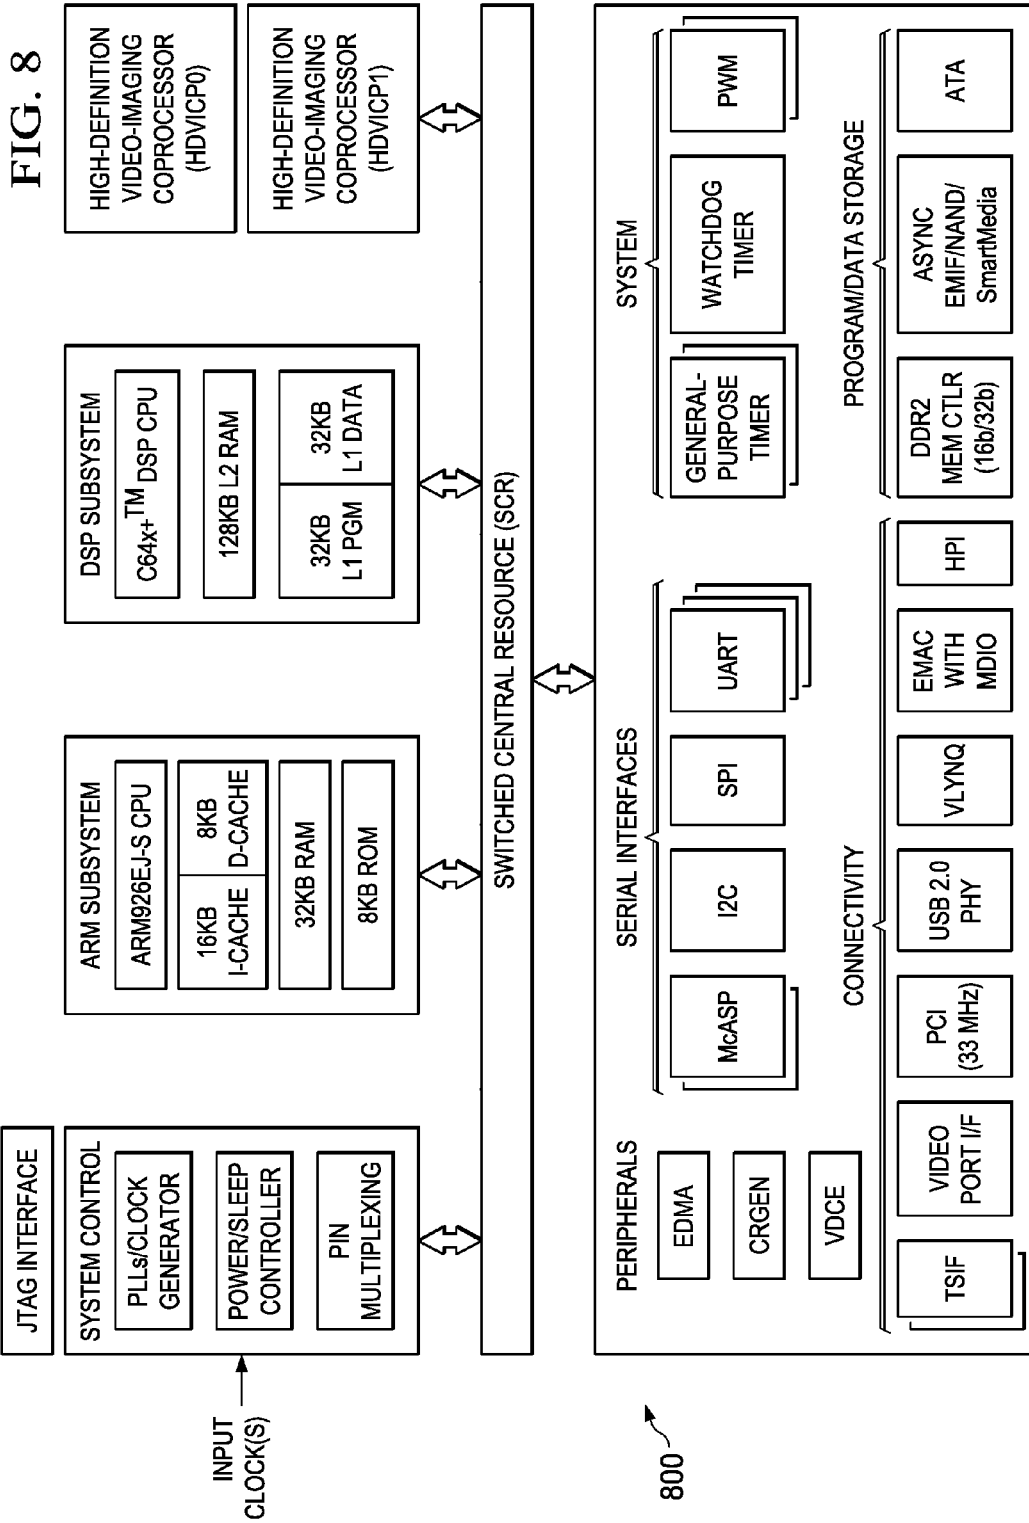 FIG. 8
JTAG INTERFACE
SYSTEM CONTROL
PLLs/CLOCK
GENERATOR
POWER/SLEEP
CONTROLLER
PIN
MULTIPLEXING
INPUT
CLOCK(S)
ARM SUBSYSTEM
ARM926EJ-S CPU
16KB
I-CACHE
8KB
D-CACHE
32KB RAM
8KB ROM
DSP SUBSYSTEM
C64x+™ DSP CPU
128KB L2 RAM
32KB
L1 PGM
32KB
L1 DATA
HIGH-DEFINITION
VIDEO-IMAGING
COPROCESSOR
(HDVICP0)
HIGH-DEFINITION
VIDEO-IMAGING
COPROCESSOR
(HDVICP1)
SWITCHED CENTRAL RESOURCE (SCR)
800
PERIPHERALS
EDMA
CRGEN
VDCE
SERIAL INTERFACES
McASP
I2C
SPI
UART
SYSTEM
GENERAL-
PURPOSE
TIMER
WATCHDOG
TIMER
PWM
CONNECTIVITY
TSIF
VIDEO
PORT I/F
PCI
(33 MHz)
USB 2.0
PHY
VLYNQ
EMAC
WITH
MDIO
HPI
PROGRAM/DATA STORAGE
DDR2
MEM CTLR
(16b/32b)
ASYNC
EMIF/NAND/
SmartMedia
ATA